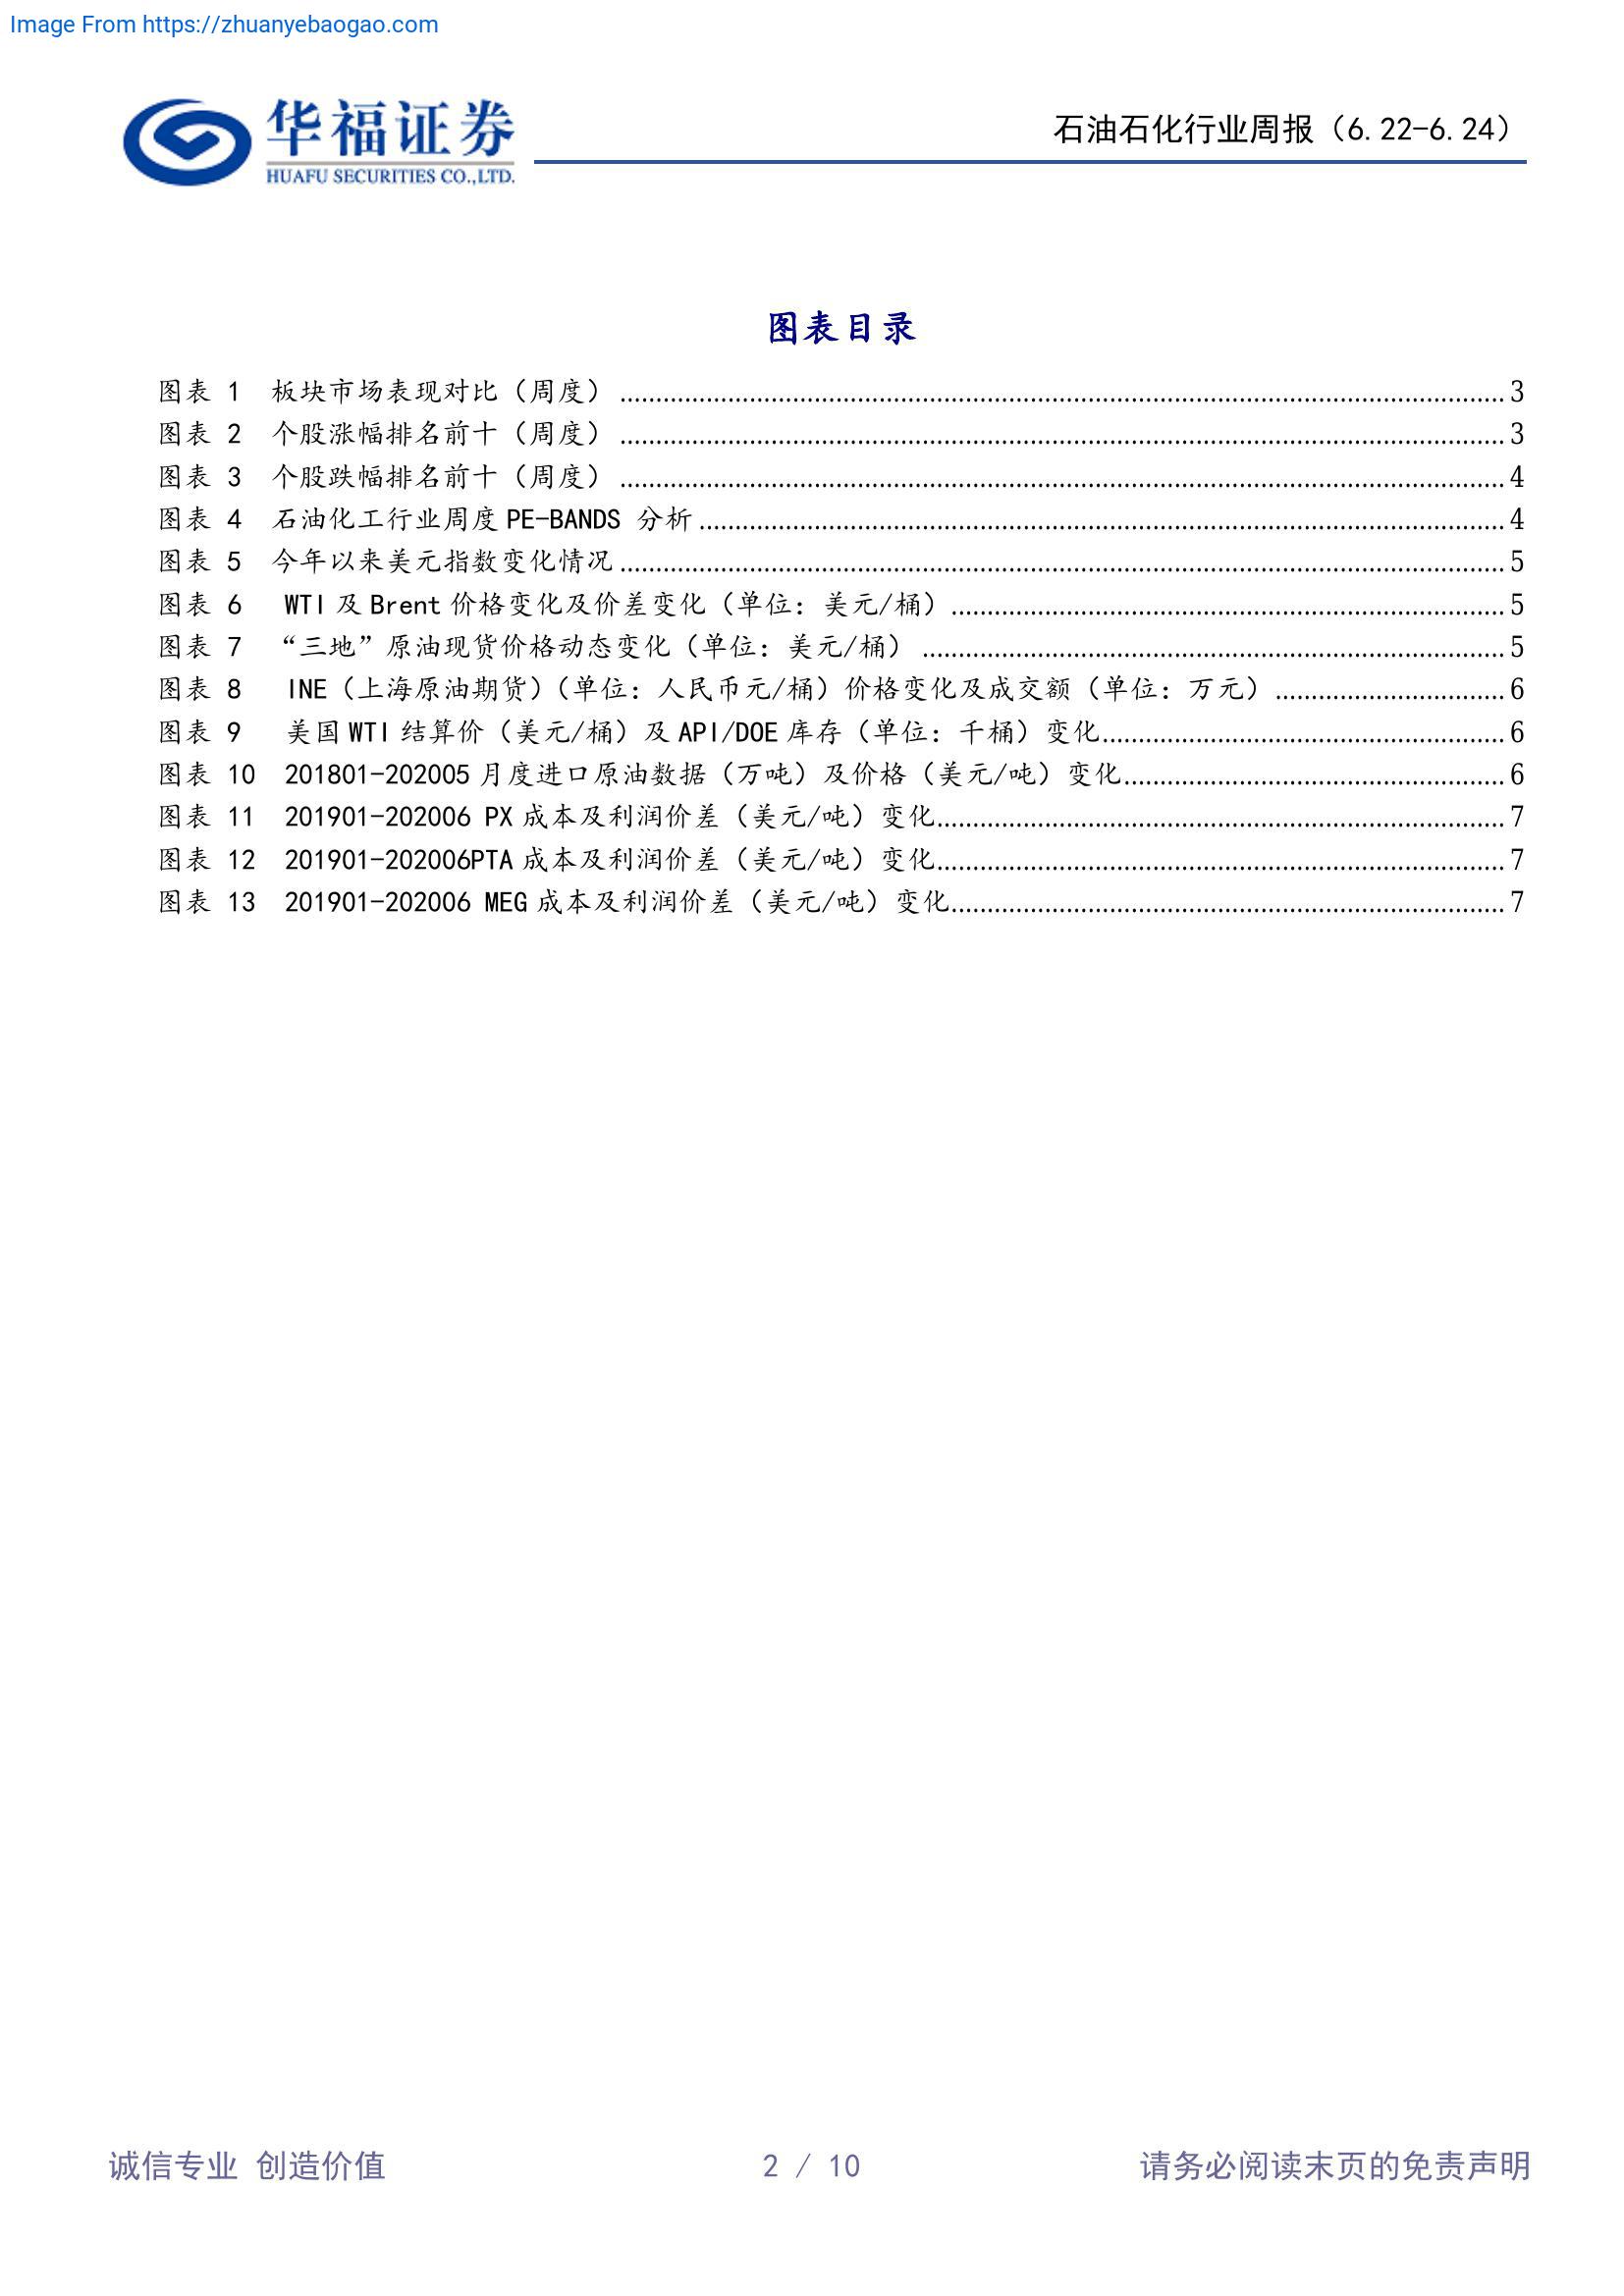 Image From https://zhuanyebaogao.com
华福证券
HUAFU SECURITIES CO.,LTD.
石油石化行业周报（6.22-6.24）
图表目录
图表 1 板块市场表现对比（周度）........................ 3
图表 2 个股涨幅排名前十（周度）........................ 3
图表 3 个股跌幅排名前十（周度）........................ 4
图表 4 石油化工行业周度 PE-BANDS 分析........................ 4
图表 5 今年以来美元指数变化情况........................ 5
图表 6 WTI 及 Brent 价格变化及价差变化（单位：美元/桶）........................ 5
图表 7 “三地”原油现货价格动态变化（单位：美元/桶）........................ 5
图表 8 INE（上海原油期货）（单位：人民币元/桶）价格变化及成交额（单位：万元）........................ 6
图表 9 美国 WTI 结算价（美元/桶）及 API/DOE 库存（单位：千桶）变化........................ 6
图表 10 201801-202005 月度进口原油数据（万吨）及价格（美元/吨）变化........................ 6
图表 11 201901-202006 PX 成本及利润价差（美元/吨）变化........................ 7
图表 12 201901-202006PTA 成本及利润价差（美元/吨）变化........................ 7
图表 13 201901-202006 MEG 成本及利润价差（美元/吨）变化........................ 7
诚信专业 创造价值
2 / 10
请务必阅读末页的免责声明